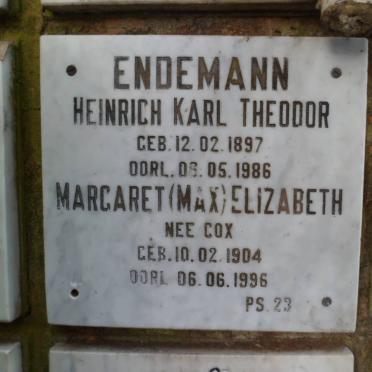 ENDEMANN
HEINRICH KARL THEODOR
GEB. 12.02.1897
OORL. 06.05.1986
MARGARET (MAX) ELIZABETH
NEE COX
GEB. 10.02.1904
OORL. 06.06.1996
PS. 23